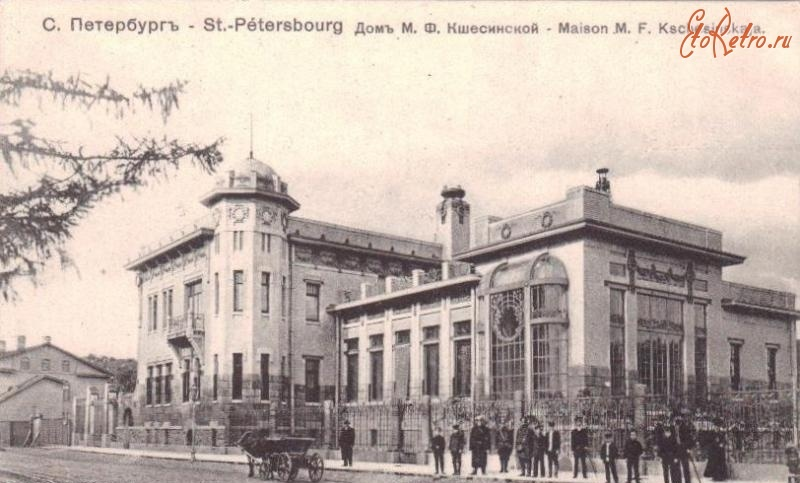 С. Петербургъ - St.-Pétersbourg Домъ М. Ф. Кшесинской - Maison M. F.
EtoRetro.ru